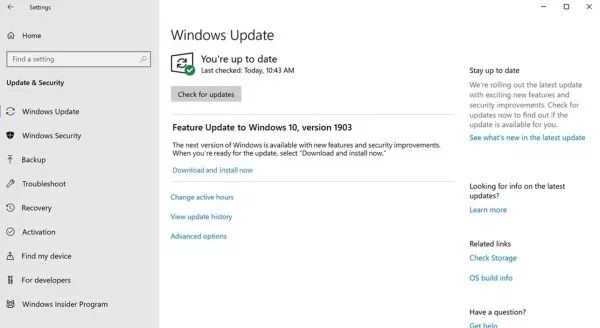 Settings
Home
Find a setting
Update & Security
Windows Update
Windows Security
Backup
Troubleshoot
Recovery
Activation
Find my device
For developers
Windows Insider Program
Windows Update
You're up to date
Last checked: Today, 10:43 AM
Check for updates
Feature Update to Windows 10, version 1903
The next version of Windows is available with new features and security improvements.
When you're ready for the update, select "Download and install now."
Download and install now
Change active hours
View update history
Advanced options
Stay up to date
We're rolling out the latest update
with exciting new features and
security improvements. Check for
updates now to find out if the
update is available for you.
See what's new in the latest update
Looking for info on the latest
updates?
Learn more
Related links
Check Storage
OS build info
Have a question?
Get help